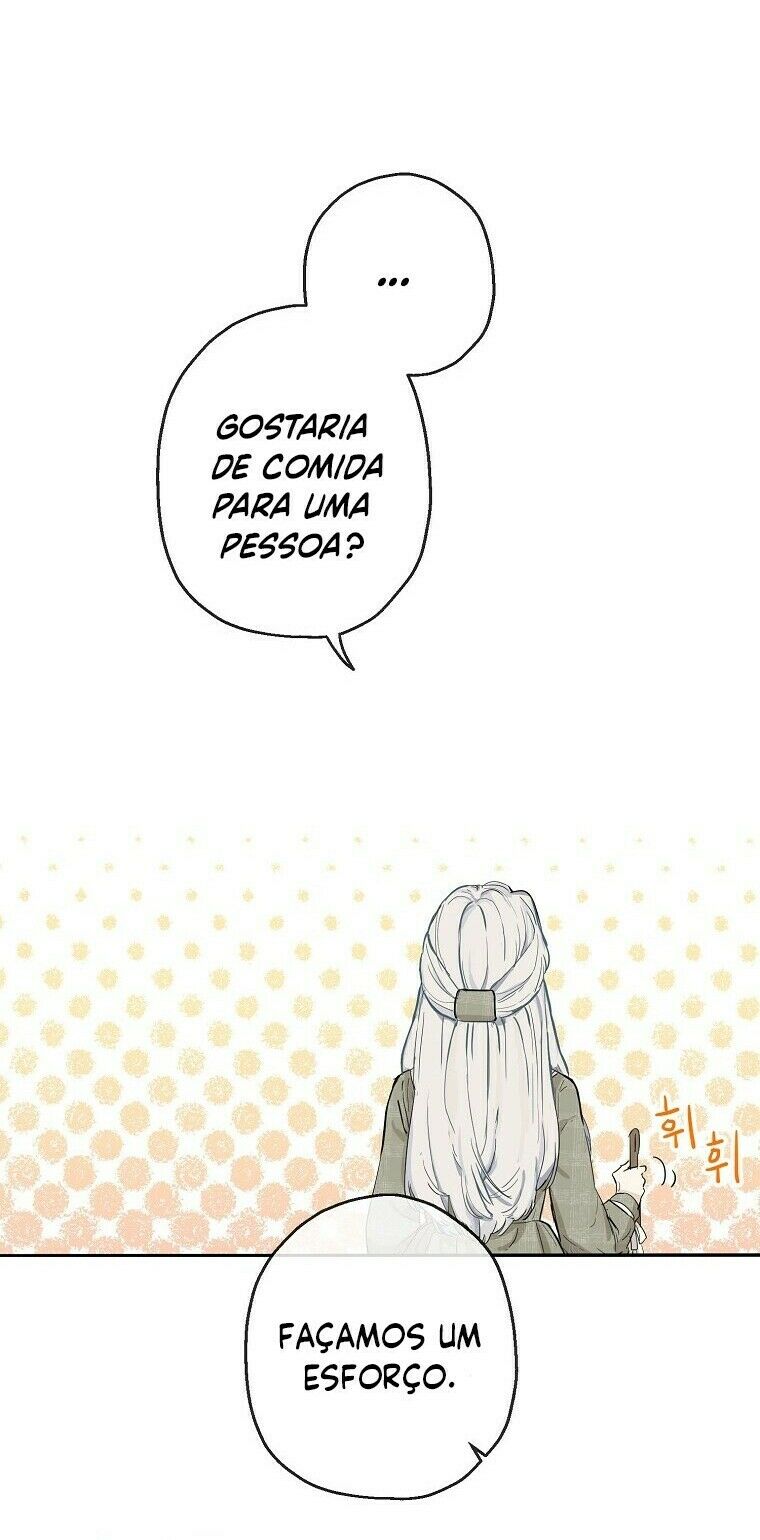 ...
GOSTARIA
DE COMIDA
PARA UMA
PESSOA?
휘
휘
FAÇAMOS UM
ESFORÇO.